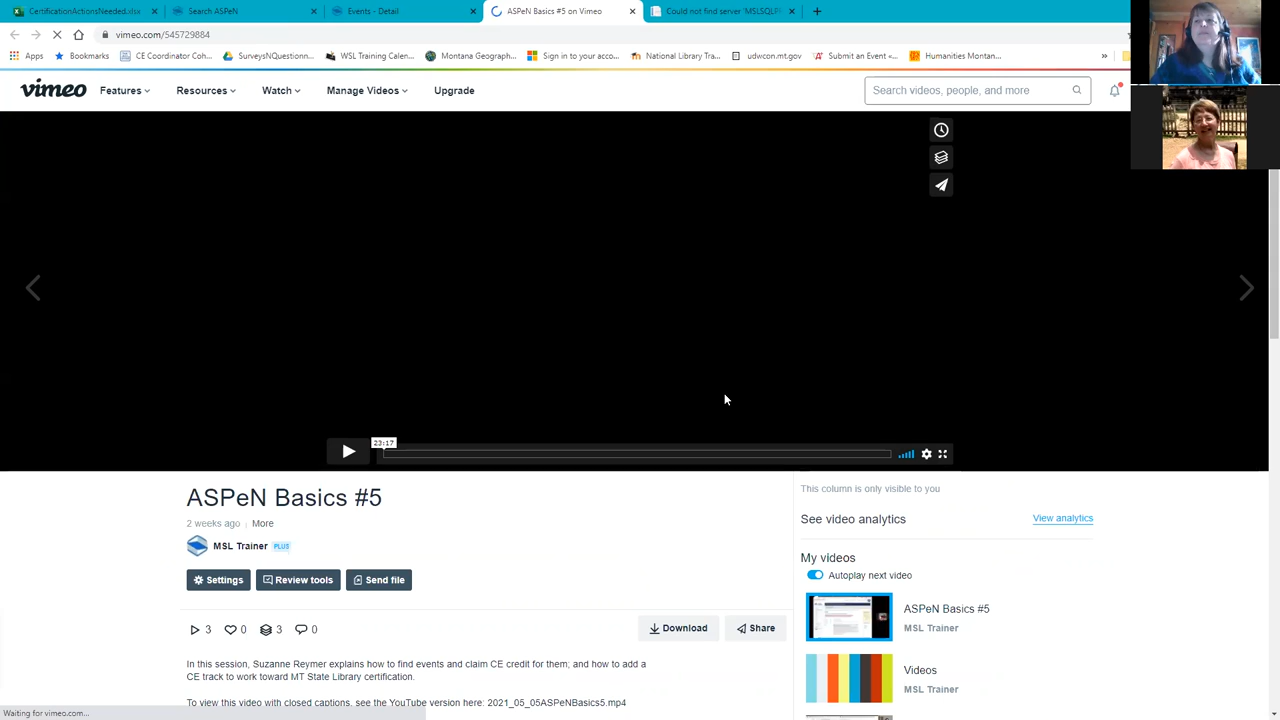 CertificationActionsNeeded.xlsx
Search ASPeN
Events - Detail
ASPeN Basics #5 on Vimeo
Could not find server 'MSLSQLP
vimeo.com/545729884
Apps
Bookmarks
CE Coordinator Coh...
SurveysNQuestionn...
WSL Training Calen...
Montana Geograph...
Sign in to your acco...
National Library Tra...
udwcon.mt.gov
Submit an Event «...
Humanities Montan...
»
vimeo
Features
Resources
Watch
Manage Videos
Upgrade
Search videos, people, and more
23:17
ASPeN Basics #5
2 weeks ago | More
MSL Trainer PLUS
Settings
Review tools
Send file
3
0
3
0
Download
Share
In this session, Suzanne Reymer explains how to find events and claim CE credit for them; and how to add a
CE track to work toward MT State Library certification.
To view this video with closed captions, see the YouTube version here: 2021_05_05ASPeNBasics5.mp4
This column is only visible to you
See video analytics
View analytics
My videos
Autoplay next video
ASPeN Basics #5
MSL Trainer
Videos
MSL Trainer
Waiting for vimeo.com...